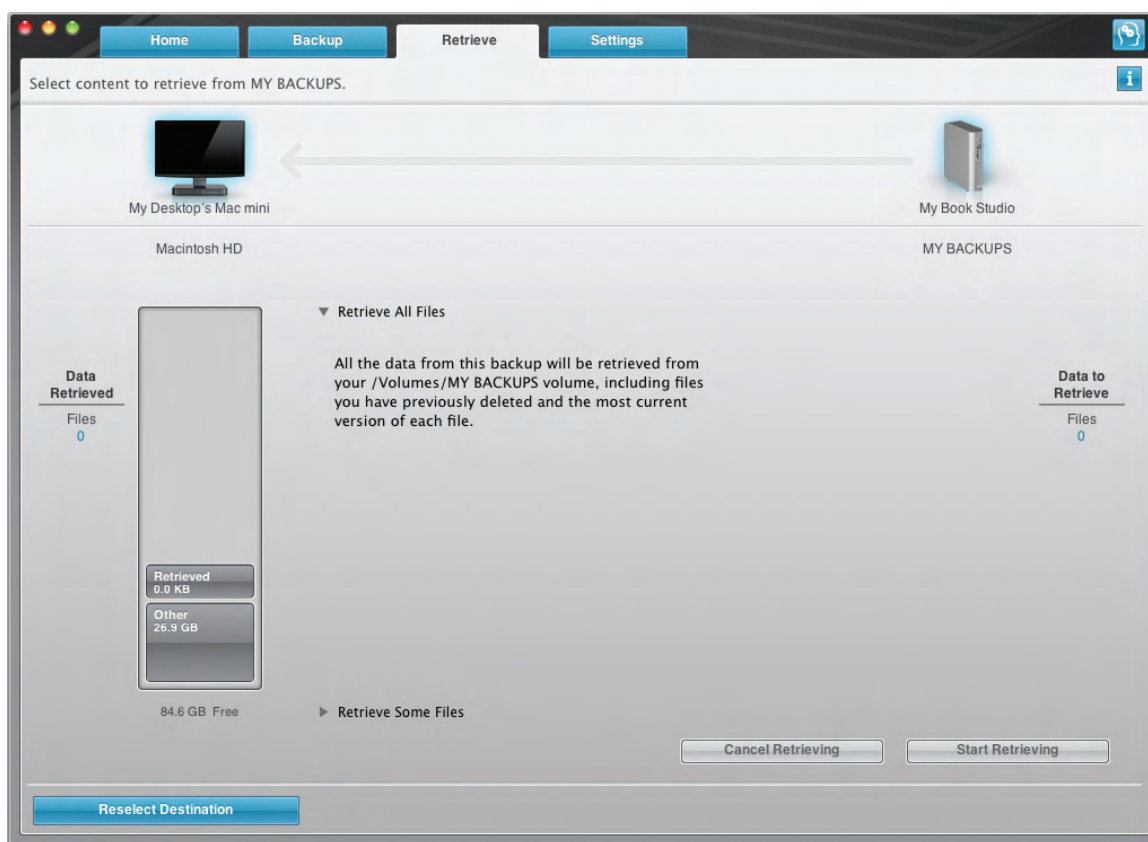 Home
Backup
Retrieve
Settings
Select content to retrieve from MY BACKUPS.
i
My Desktop's Mac mini
My Book Studio
Macintosh HD
MY BACKUPS
Data
Retrieved
Files
0
▼ Retrieve All Files
All the data from this backup will be retrieved from
your /Volumes/MY BACKUPS volume, including files
you have previously deleted and the most current
version of each file.
Data to
Retrieve
Files
0
Retrieved
0.0 KB
Other
26.9 GB
84.6 GB Free
▶ Retrieve Some Files
Cancel Retrieving
Start Retrieving
Reselect Destination